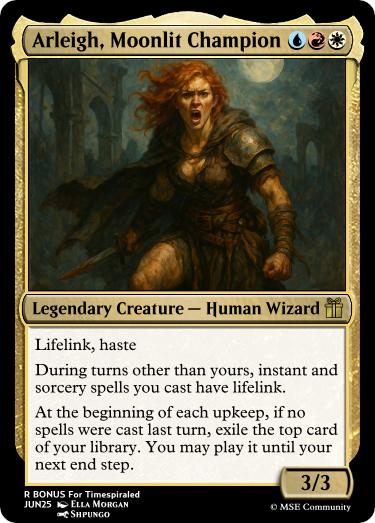 Arleigh, Moonlit Champion
Legendary Creature — Human Wizard
Lifelink, haste
During turns other than yours, instant and
sorcery spells you cast have lifelink.
At the beginning of each upkeep, if no
spells were cast last turn, exile the top card
of your library. You may play it until your
next end step.
3/3
R BONUS For Timespiraled
JUN25 Ella Morgan
Shpungo
© MSE Community